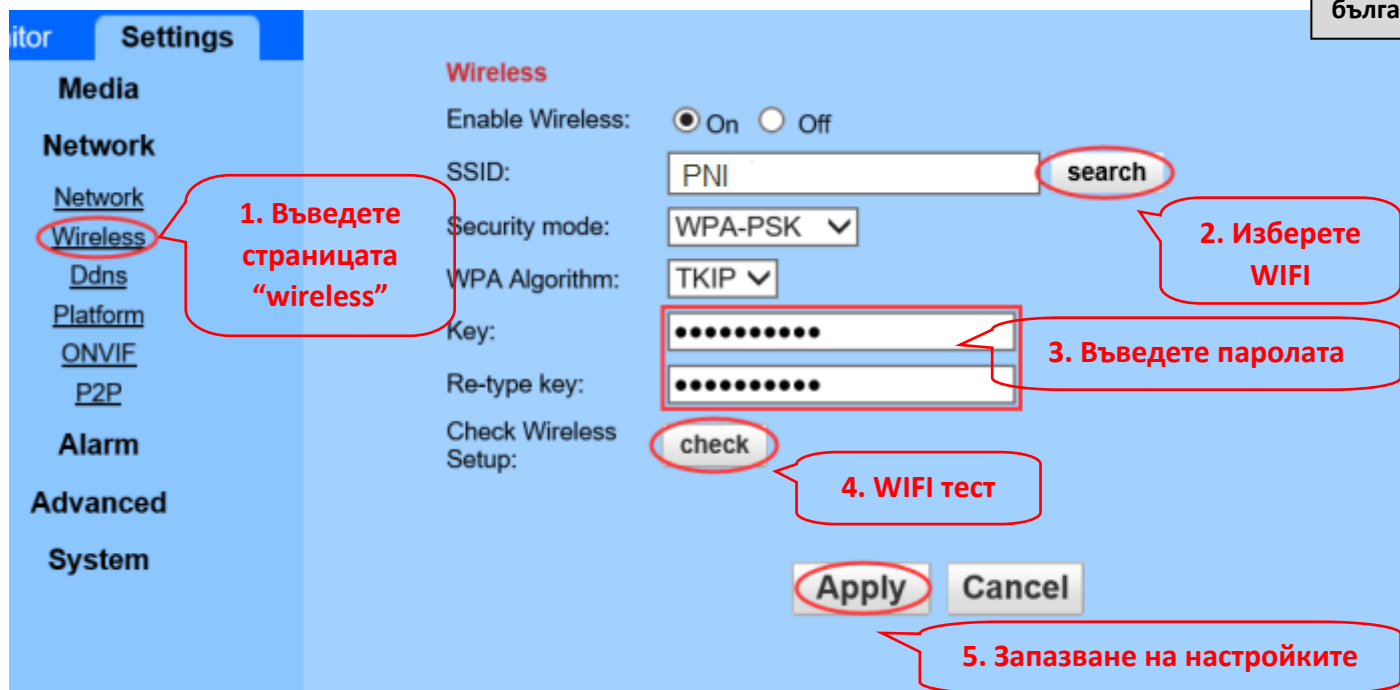 бълга
itor
Settings
Media
Network
Network
Wireless
Ddns
Platform
ONVIF
P2P
Alarm
Advanced
System
Wireless
Enable Wireless: On Off
SSID: PNI search
Security mode: WPA-PSK
WPA Algorithm: TKIP
Key: ••••••••••
Re-type key: ••••••••••
Check Wireless
Setup: check
Apply Cancel
1. Въведете
страницата
“wireless”
2. Изберете
WIFI
3. Въведете паролата
4. WIFI тест
5. Запазване на настройките